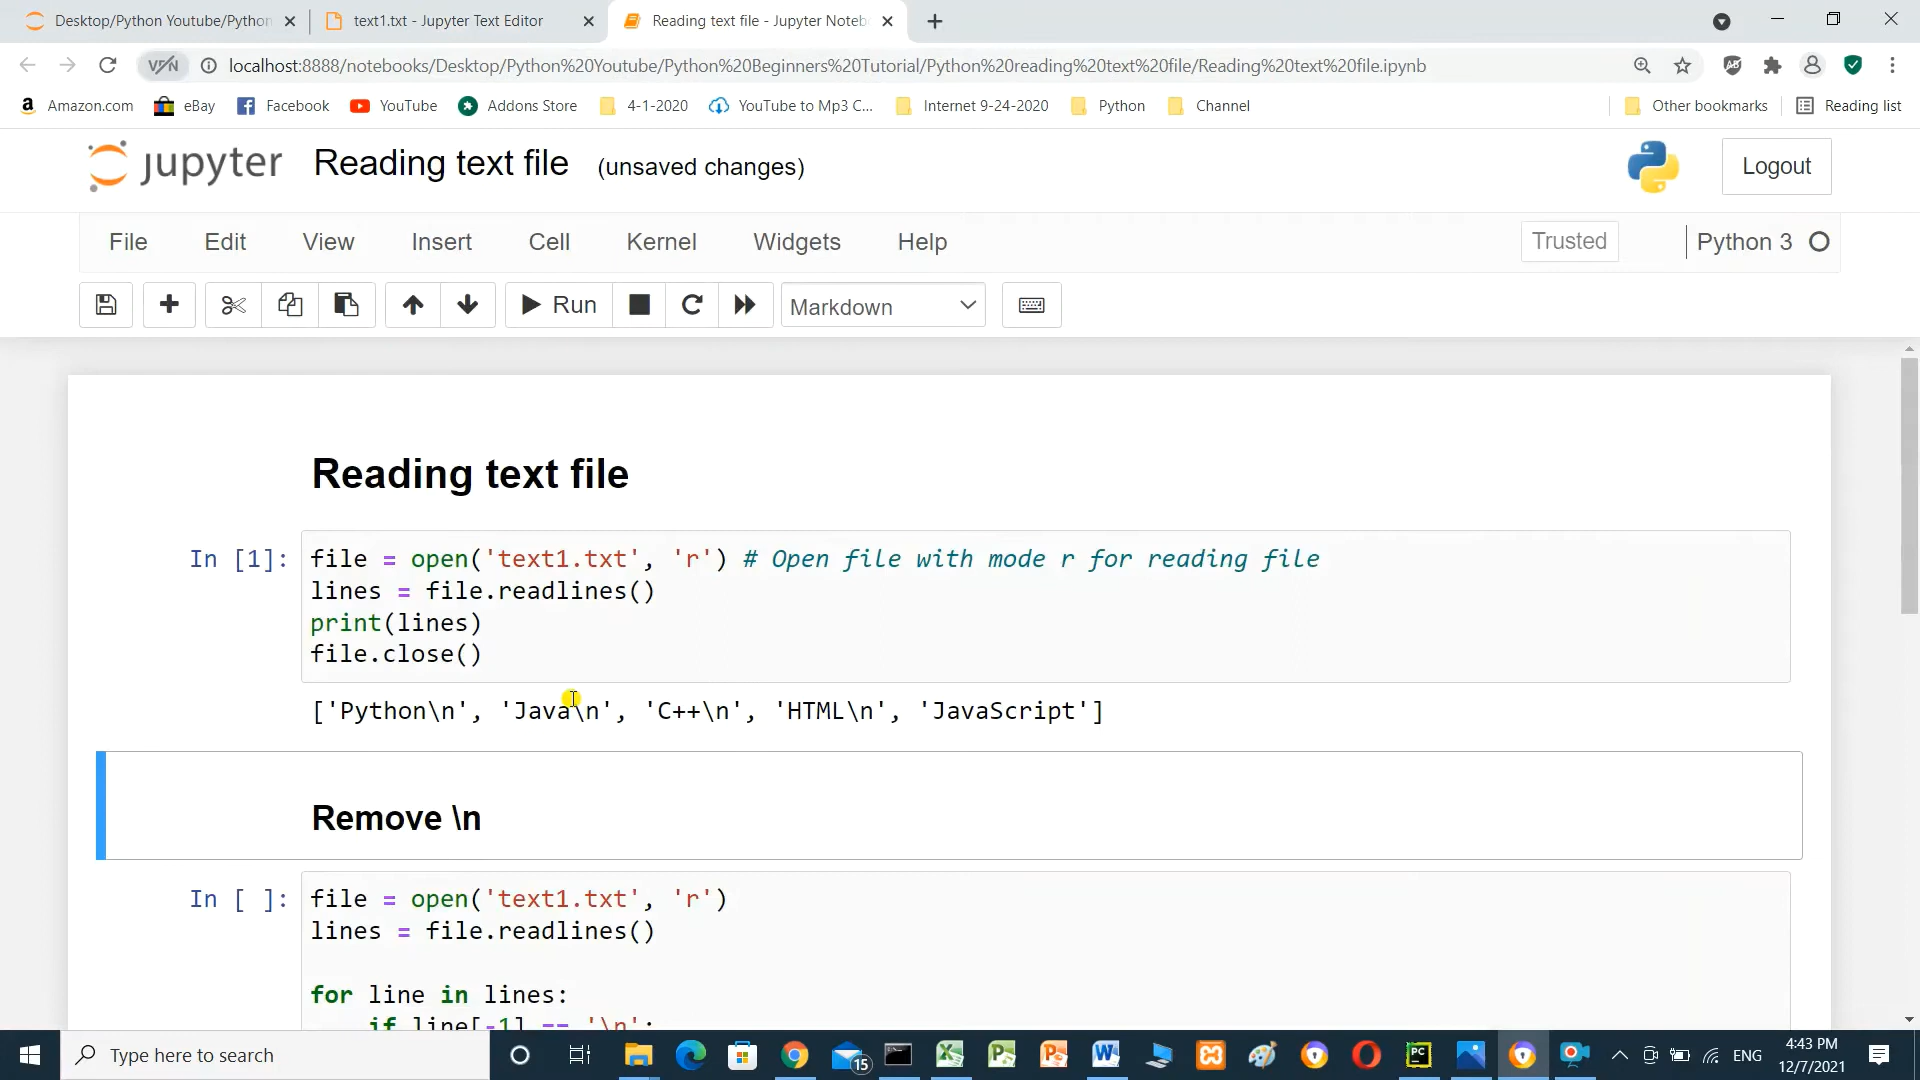 Desktop/Python Youtube/Python
text1.txt - Jupyter Text Editor
Reading text file - Jupyter Noteb
VPN
localhost:8888/notebooks/Desktop/Python%20Youtube/Python%20Beginners%20Tutorial/Python%20reading%20text%20file/Reading%20text%20file.ipynb
Amazon.com eBay Facebook YouTube Addons Store 4-1-2020 YouTube to Mp3 C... Internet 9-24-2020 Python Channel Other bookmarks Reading list
jupyter Reading text file (unsaved changes) Logout
File Edit View Insert Cell Kernel Widgets Help Trusted Python 3
Run Markdown
Reading text file
In [1]: file = open('text1.txt', 'r') # Open file with mode r for reading file
lines = file.readlines()
print(lines)
file.close()
['Python\n', 'Java\n', 'C++\n', 'HTML\n', 'JavaScript']
Remove \n
In [ ]: file = open('text1.txt', 'r')
lines = file.readlines()
for line in lines:
if line[-1] == '\n':
Type here to search 15 PC ENG
4:43 PM
12/7/2021